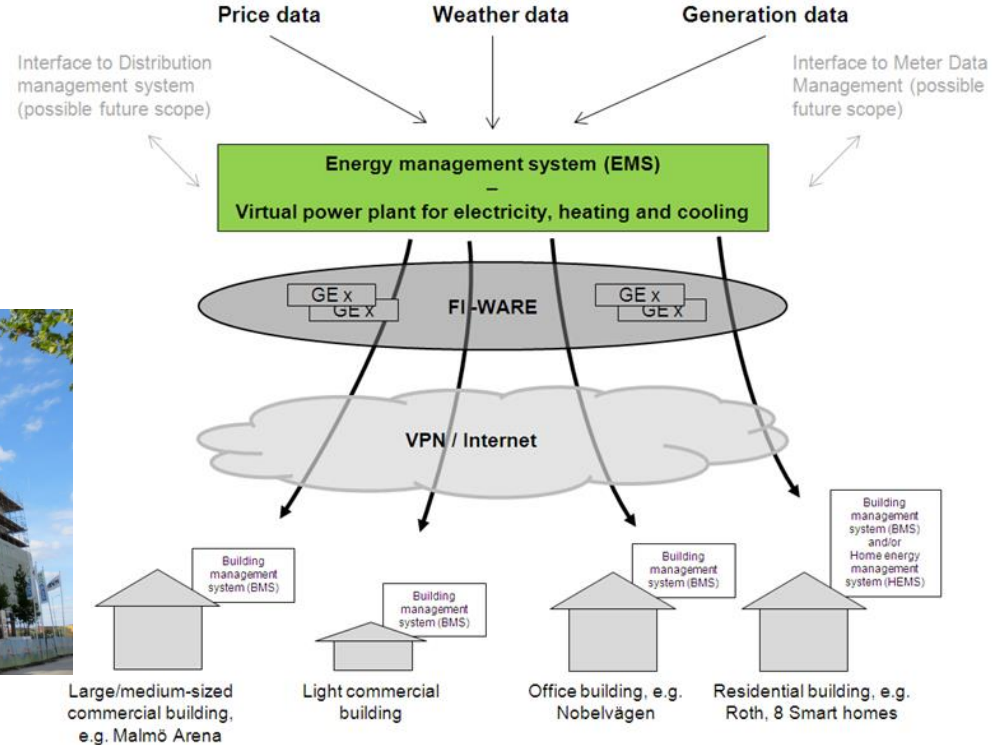 Price data
Weather data
Generation data
Interface to Distribution
management system
(possible future scope)
Interface to Meter Data
Management (possible
future scope)
Energy management system (EMS)
–
Virtual power plant for electricity, heating and cooling
GE x
GE x
FI-WARE
GE x
GE x
VPN / Internet
Building
management
system (BMS)
Building
management
system (BMS)
Building
management
system (BMS)
Building
management
system (BMS)
and/or
Home energy
management
system (HEMS)
Large/medium-sized
commercial building,
e.g. Malmö Arena
Light commercial
building
Office building, e.g.
Nobelvägen
Residential building, e.g.
Roth, 8 Smart homes